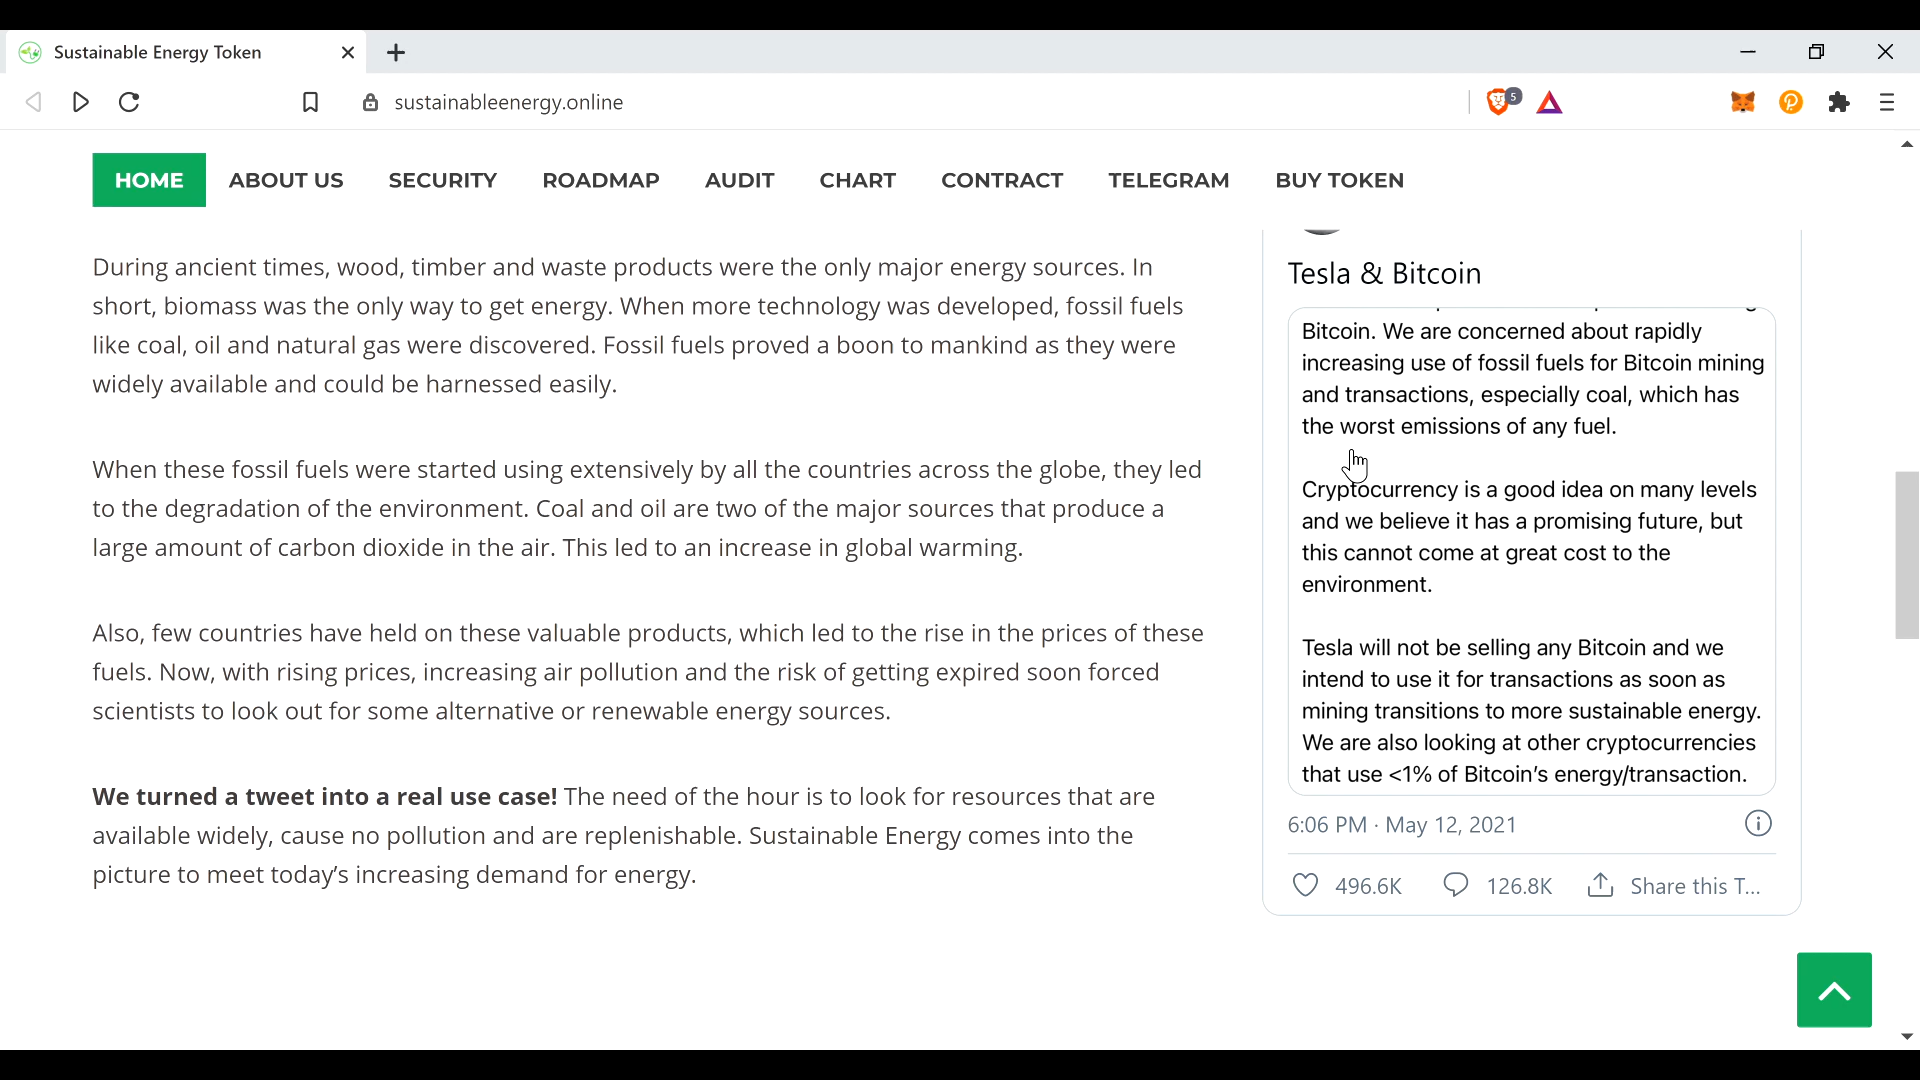 Sustainable Energy Token
sustainableenergy.online
5
HOME ABOUT US SECURITY ROADMAP AUDIT CHART CONTRACT TELEGRAM BUY TOKEN
During ancient times, wood, timber and waste products were the only major energy sources. In
short, biomass was the only way to get energy. When more technology was developed, fossil fuels
like coal, oil and natural gas were discovered. Fossil fuels proved a boon to mankind as they were
widely available and could be harnessed easily.
When these fossil fuels were started using extensively by all the countries across the globe, they led
to the degradation of the environment. Coal and oil are two of the major sources that produce a
large amount of carbon dioxide in the air. This led to an increase in global warming.
Also, few countries have held on these valuable products, which led to the rise in the prices of these
fuels. Now, with rising prices, increasing air pollution and the risk of getting expired soon forced
scientists to look out for some alternative or renewable energy sources.
We turned a tweet into a real use case! The need of the hour is to look for resources that are
available widely, cause no pollution and are replenishable. Sustainable Energy comes into the
picture to meet today’s increasing demand for energy.
Tesla & Bitcoin
Bitcoin. We are concerned about rapidly
increasing use of fossil fuels for Bitcoin mining
and transactions, especially coal, which has
the worst emissions of any fuel.
Cryptocurrency is a good idea on many levels
and we believe it has a promising future, but
this cannot come at great cost to the
environment.
Tesla will not be selling any Bitcoin and we
intend to use it for transactions as soon as
mining transitions to more sustainable energy.
We are also looking at other cryptocurrencies
that use <1% of Bitcoin’s energy/transaction.
6:06 PM · May 12, 2021
496.6K 126.8K Share this T...